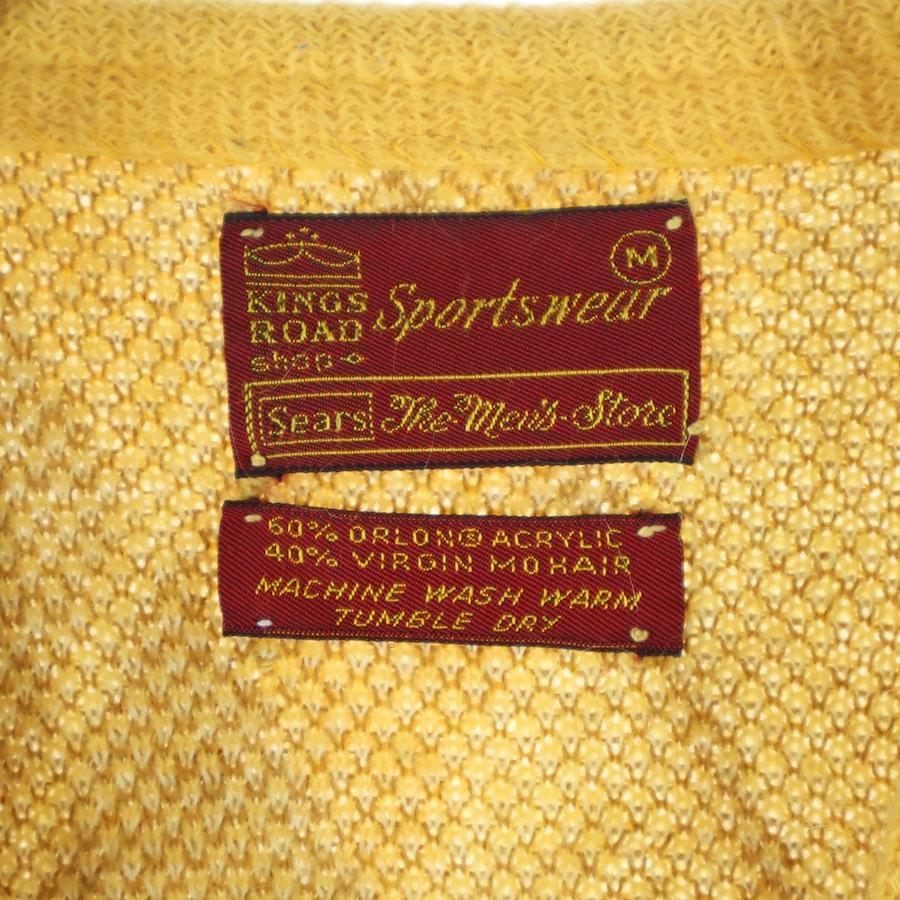 M
KINGS
ROAD
shop
Sportswear
Sears The Men's Store
60% ORLON® ACRYLIC
40% VIRGIN MOHAIR
MACHINE WASH WARM
TUMBLE DRY